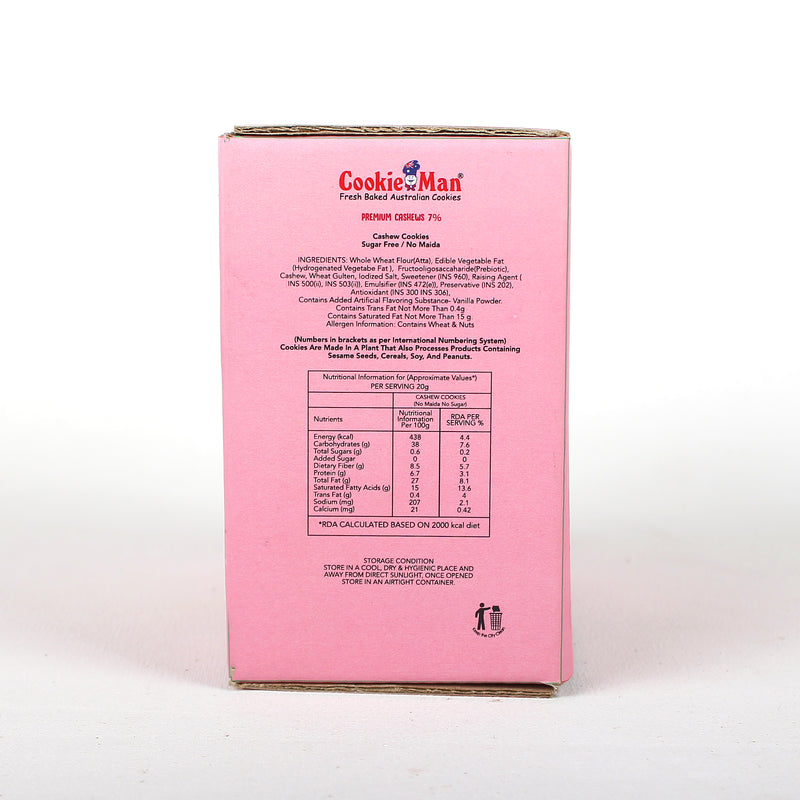 Cookie Man®
Fresh Baked Australian Cookies
PREMIUM CASHEWS 7%
Cashew Cookies
Sugar Free / No Maida
INGREDIENTS: Whole Wheat Flour(Atta), Edible Vegetable Fat
(Hydrogenated Vegetabe Fat ), Fructooligosaccaharide(Prebiotic),
Cashew, Wheat Gulten, Iodized Salt, Sweetener (INS 960), Raising Agent (
INS 500(ii), INS 503(ii)), Emulsifier (INS 472(e)), Preservative (INS 202),
Antioxidant (INS 300 INS 306),
Contains Added Artificial Flavoring Substance- Vanilla Powder.
Contains Trans Fat Not More Than 0.4g
Contains Saturated Fat Not More Than 15 g
Allergen Information: Contains Wheat & Nuts
(Numbers in brackets as per International Numbering System)
Cookies Are Made In A Plant That Also Processes Products Containing
Sesame Seeds, Cereals, Soy, And Peanuts.
Nutritional Information for (Approximate Values*)
PER SERVING 20g
CASHEW COOKIES
(No Maida No Sugar)
Nutrients Nutritional Information Per 100g RDA PER SERVING %
Energy (kcal) 438 4.4
Carbohydrates (g) 38 7.6
Total Sugars (g) 0.6 0.2
Added Sugar 0 0
Dietary Fiber (g) 8.5 5.7
Protein (g) 6.7 3.1
Total Fat (g) 27 8.1
Saturated Fatty Acids (g) 15 13.6
Trans Fat (g) 0.4 4
Sodium (mg) 207 2.1
Calcium (mg) 21 0.42
*RDA CALCULATED BASED ON 2000 kcal diet
STORAGE CONDITION
STORE IN A COOL, DRY & HYGIENIC PLACE AND
AWAY FROM DIRECT SUNLIGHT, ONCE OPENED
STORE IN AN AIRTIGHT CONTAINER.
Keep the City Clean